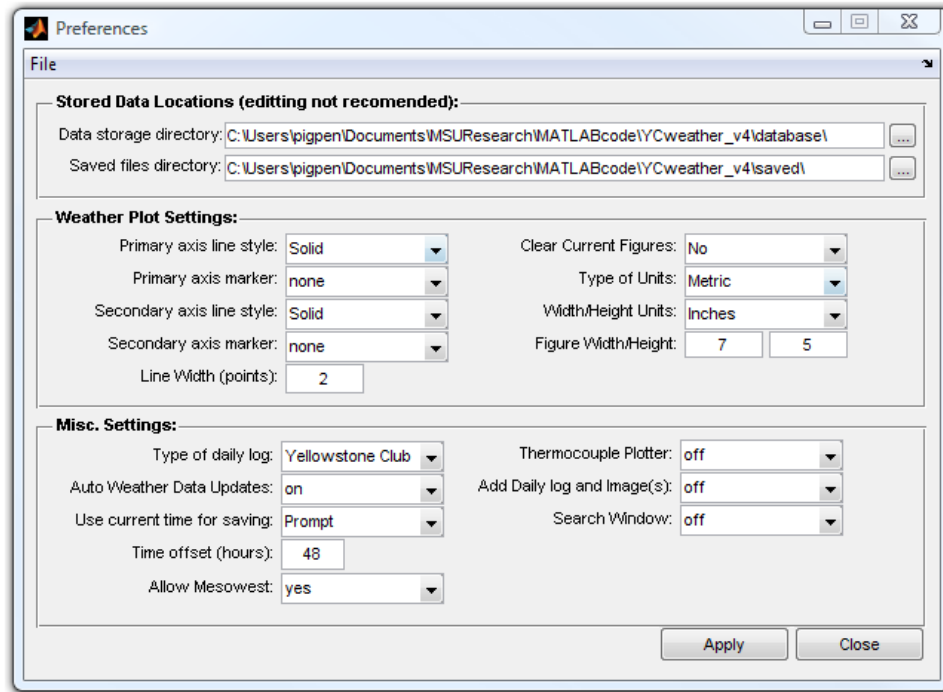 Preferences
File
Stored Data Locations (editting not recomended):
Data storage directory: C:\Users\pigpen\Documents\MSUResearch\MATLABcode\YCweather_v4\database\ ...
Saved files directory: C:\Users\pigpen\Documents\MSUResearch\MATLABcode\YCweather_v4\saved\ ...
Weather Plot Settings:
Primary axis line style: Solid Clear Current Figures: No
Primary axis marker: none Type of Units: Metric
Secondary axis line style: Solid Width/Height Units: Inches
Secondary axis marker: none Figure Width/Height: 7 5
Line Width (points): 2
Misc. Settings:
Type of daily log: Yellowstone Club Thermocouple Plotter: off
Auto Weather Data Updates: on Add Daily log and Image(s): off
Use current time for saving: Prompt Search Window: off
Time offset (hours): 48
Allow Mesowest: yes
Apply Close